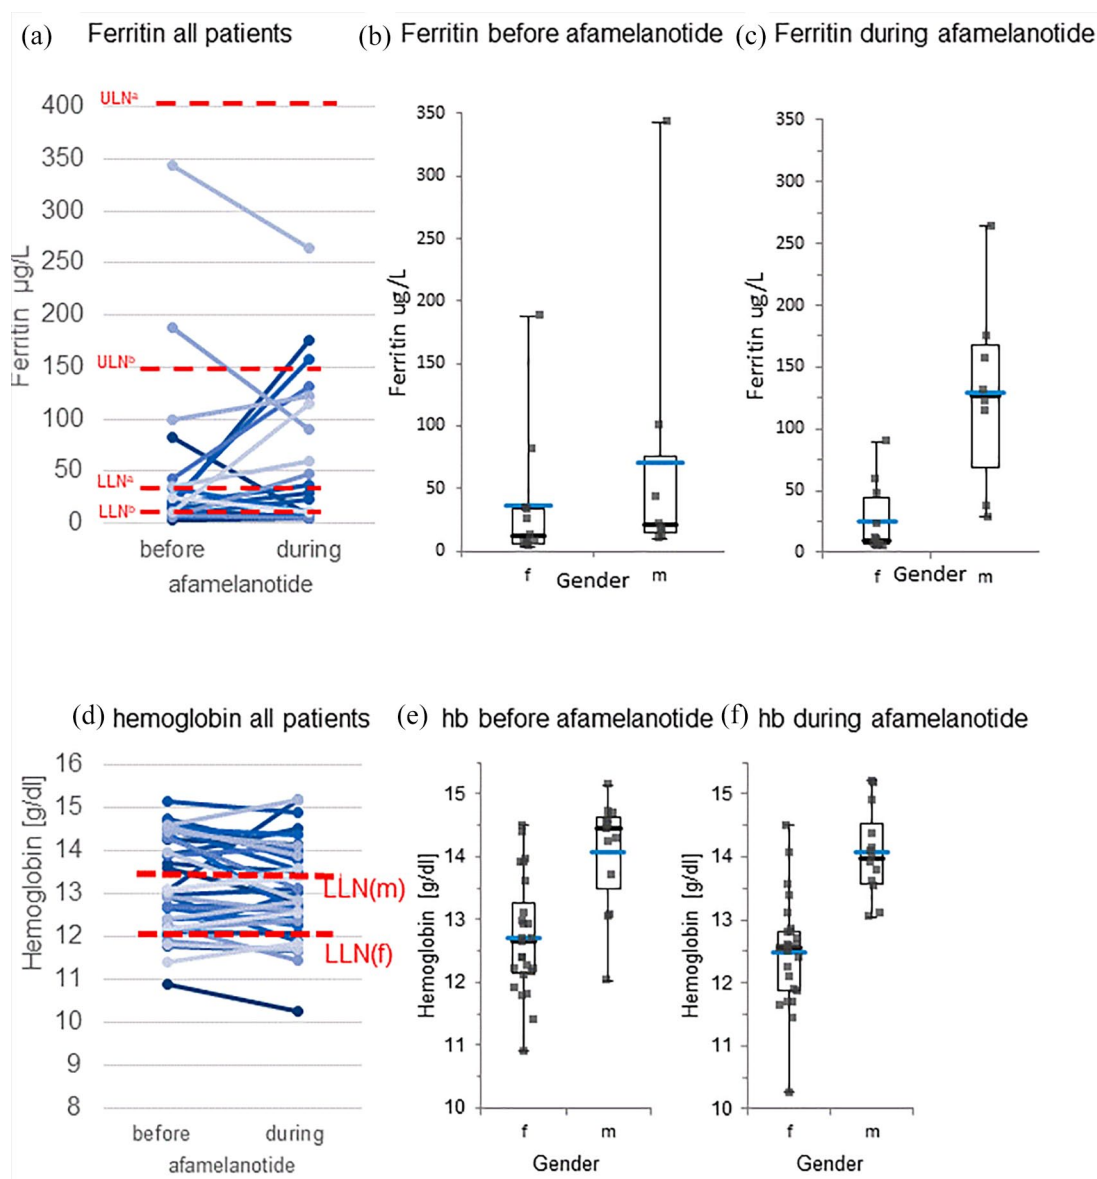 (a) Ferritin all patients
400
350
300
250
200
150
100
50
0
Ferritin µg/L
ULNª
ULNᵇ
LLNª
LLNᵇ
before during
afamelanotide
(b) Ferritin before afamelanotide
350
300
250
200
150
100
50
0
Ferritin ug/L
f m
Gender
(c) Ferritin during afamelanotide
350
300
250
200
150
100
50
0
Ferritin ug/L
f m
Gender
(d) hemoglobin all patients
16
15
14
13
12
11
10
9
8
Hemoglobin [g/dl]
LLN(m)
LLN(f)
before during
afamelanotide
(e) hb before afamelanotide
15
14
13
12
11
10
Hemoglobin [g/dl]
f m
Gender
(f) hb during afamelanotide
15
14
13
12
11
10
Hemoglobin [g/dl]
f m
Gender